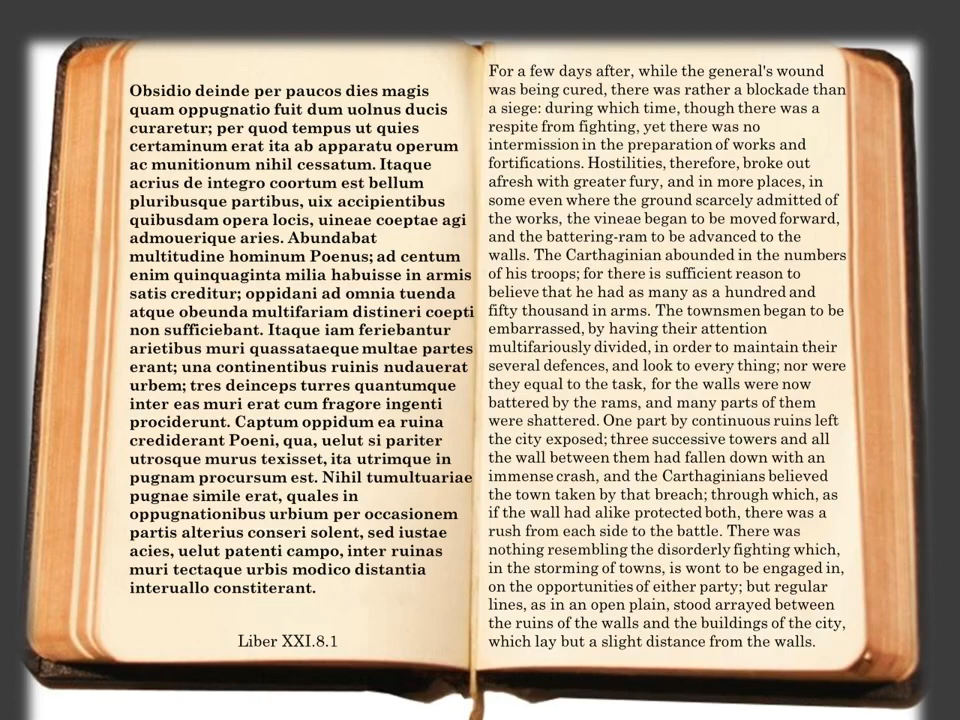 Obsidio deinde per paucos dies magis
quam oppugnatio fuit dum uolnus ducis
curaretur; per quod tempus ut quies
certaminum erat ita ab apparatu operum
ac munitionum nihil cessatum. Itaque
acrius de integro coortum est bellum
pluribusque partibus, uix accipientibus
quibusdam opera locis, uineae coeptae agi
admouerique aries. Abundabat
multitudine hominum Poenus; ad centum
enim quinquaginta milia habuisse in armis
satis creditur; oppidani ad omnia tuenda
atque obeunda multifariam distineri coepti
non sufficiebant. Itaque iam feriebantur
arietibus muri quassataeque multae partes
erant; una continentibus ruinis nudauerat
urbem; tres deinceps turres quantumque
inter eas muri erat cum fragore ingenti
prociderunt. Captum oppidum ea ruina
crediderant Poeni, qua, uelut si pariter
utrosque murus texisset, ita utrimque in
pugnam procursum est. Nihil tumultuariae
pugnae simile erat, quales in
oppugnationibus urbium per occasionem
partis alterius conseri solent, sed iustae
acies, uelut patenti campo, inter ruinas
muri tectaque urbis modico distantia
interuallo constiterant.
Liber XXI.8.1
For a few days after, while the general's wound
was being cured, there was rather a blockade than
a siege: during which time, though there was a
respite from fighting, yet there was no
intermission in the preparation of works and
fortifications. Hostilities, therefore, broke out
afresh with greater fury, and in more places, in
some even where the ground scarcely admitted of
the works, the vineae began to be moved forward,
and the battering-ram to be advanced to the
walls. The Carthaginian abounded in the numbers
of his troops; for there is sufficient reason to
believe that he had as many as a hundred and
fifty thousand in arms. The townsmen began to be
embarrassed, by having their attention
multifariously divided, in order to maintain their
several defences, and look to every thing; nor were
they equal to the task, for the walls were now
battered by the rams, and many parts of them
were shattered. One part by continuous ruins left
the city exposed; three successive towers and all
the wall between them had fallen down with an
immense crash, and the Carthaginians believed
the town taken by that breach; through which, as
if the wall had alike protected both, there was a
rush from each side to the battle. There was
nothing resembling the disorderly fighting which,
in the storming of towns, is wont to be engaged in,
on the opportunities of either party; but regular
lines, as in an open plain, stood arrayed between
the ruins of the walls and the buildings of the city,
which lay but a slight distance from the walls.